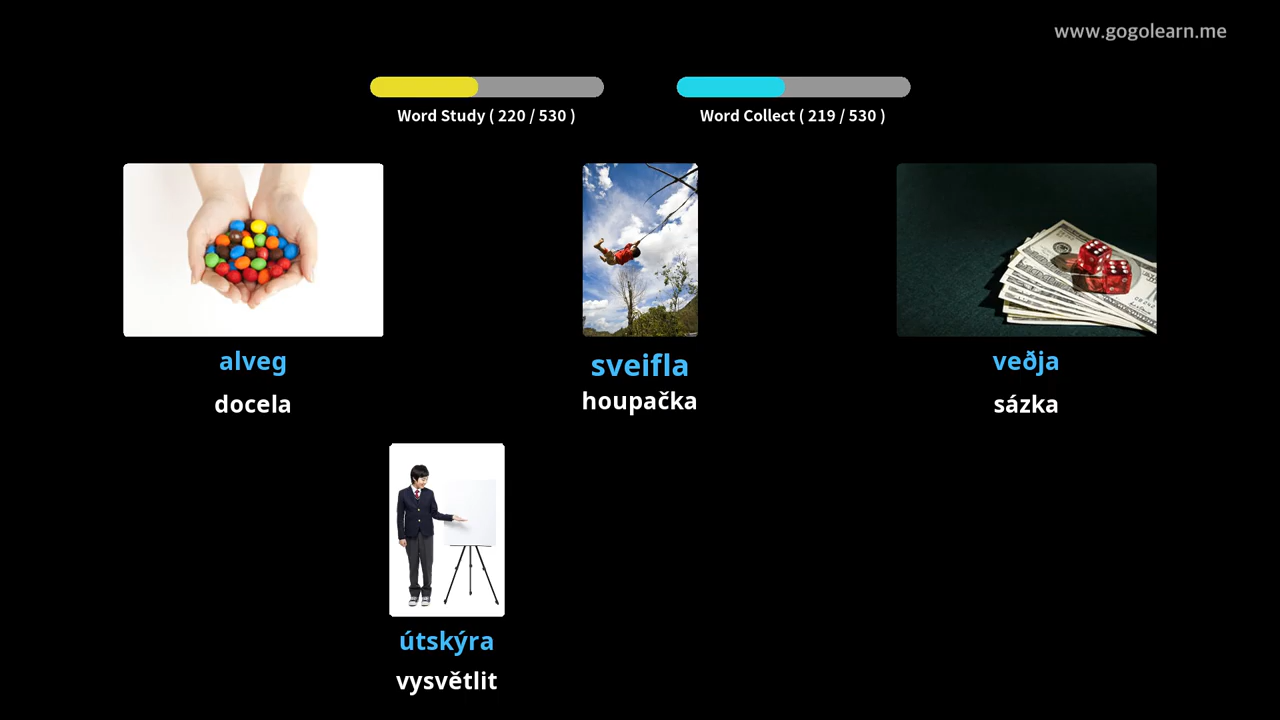 www.gogolearn.me
Word Study ( 220 / 530 )
Word Collect ( 219 / 530 )
alveg
docela
sveifla
houpačka
veðja
sázka
útskýra
vysvětlit